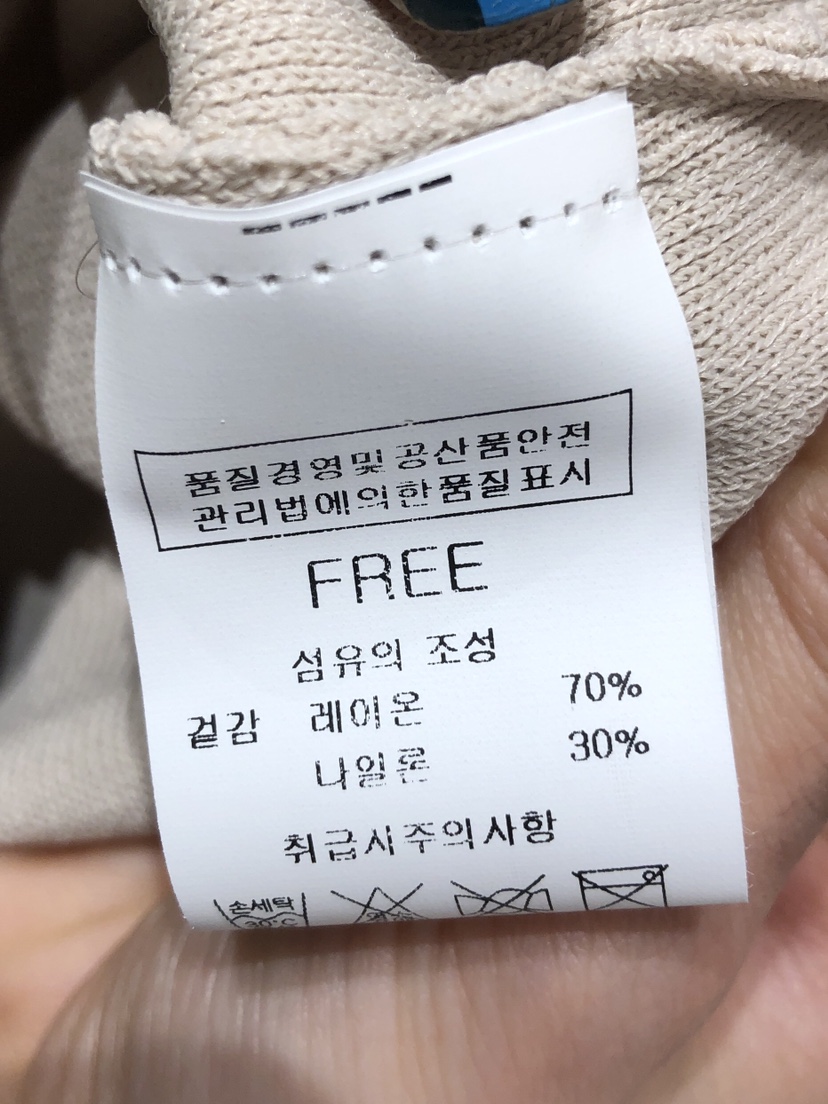 품질경영및공산품안전
관리법에의한품질표시
FREE
섬유의 조성
겉감 레이온 70%
나일론 30%
취급시주의사항
손세탁
30°C